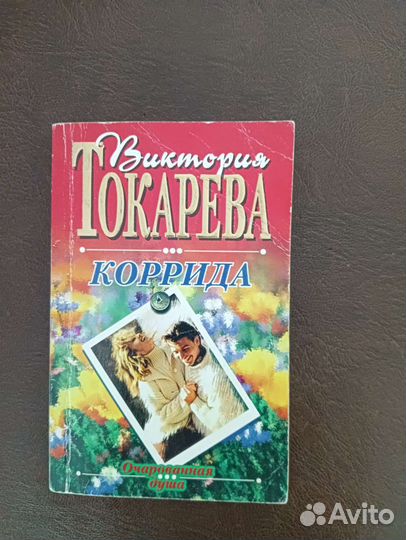 Виктория
ТОКАРЕВА
КОРРИДА
Очарованная
душа
Avito